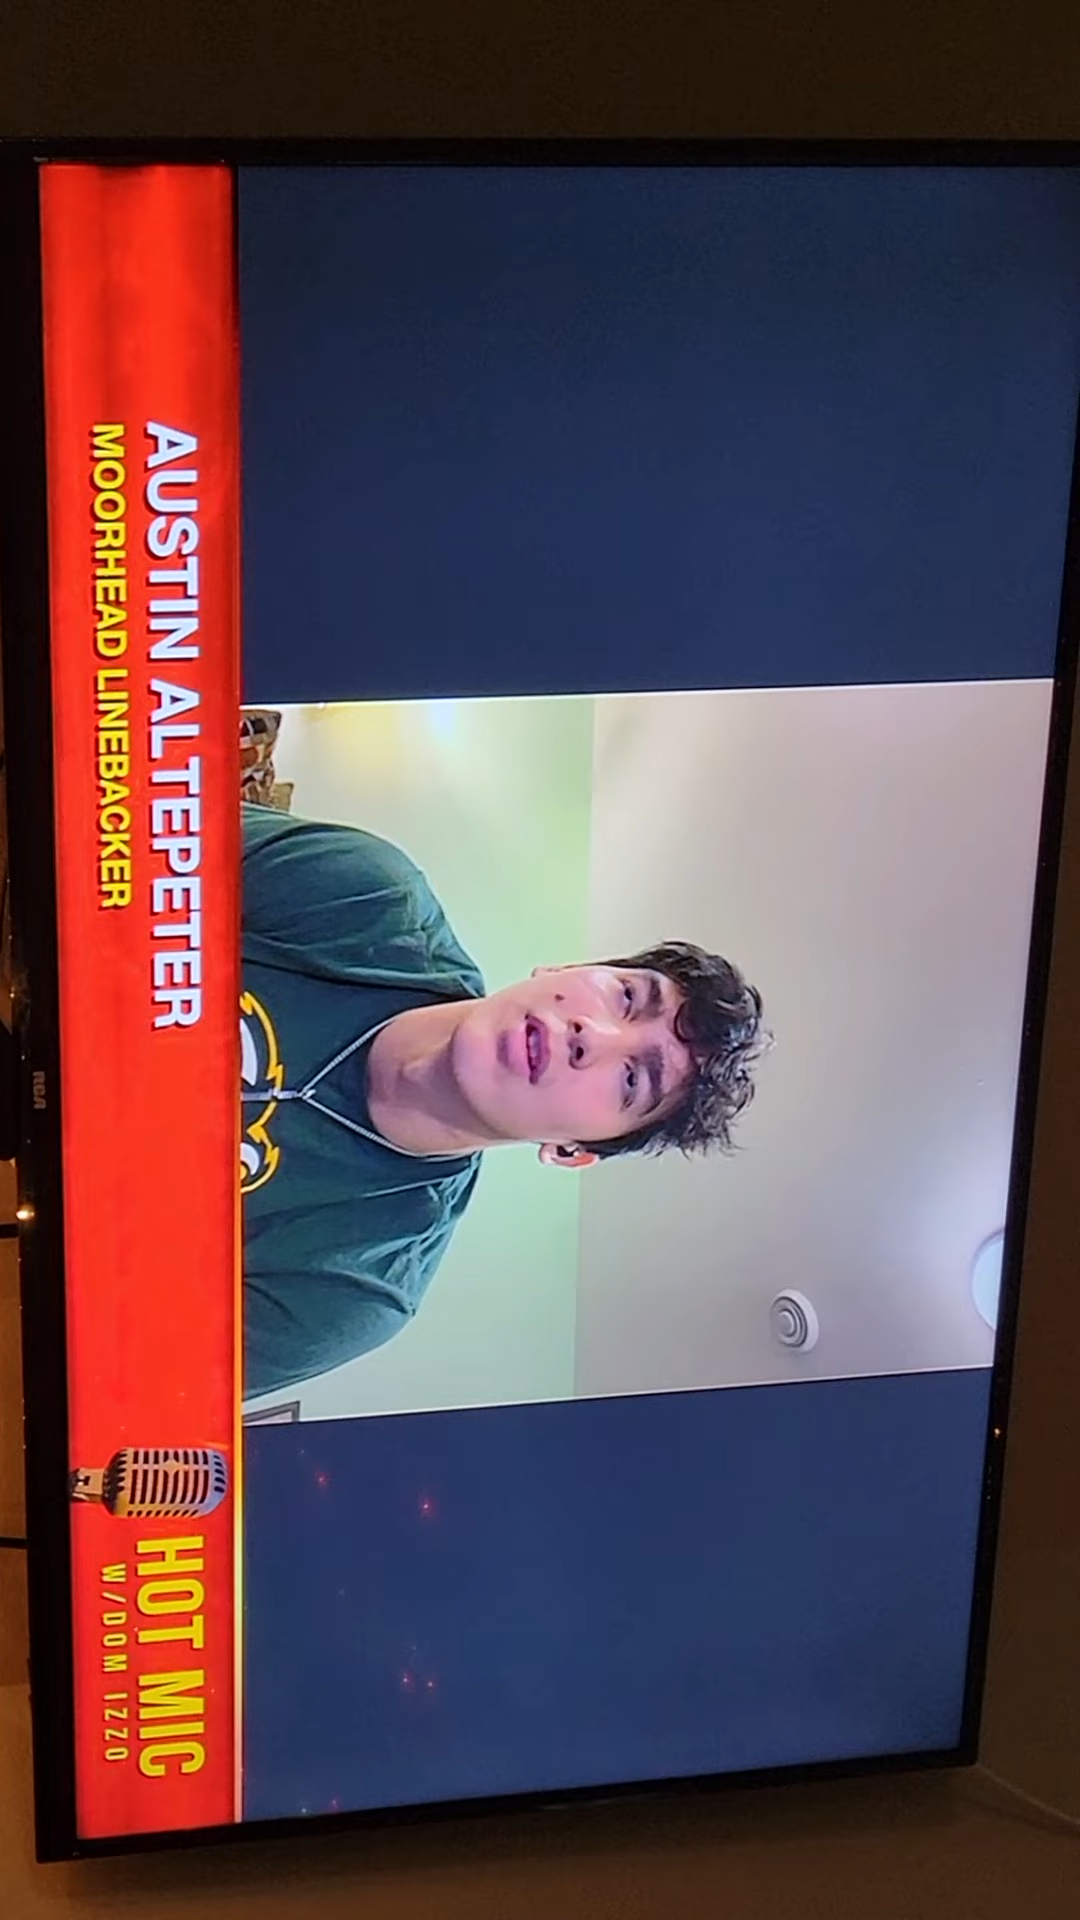 AUSTIN ALTEPETER
MOORHEAD LINEBACKER
HOT MIC
W/DOM IZZO
RCA